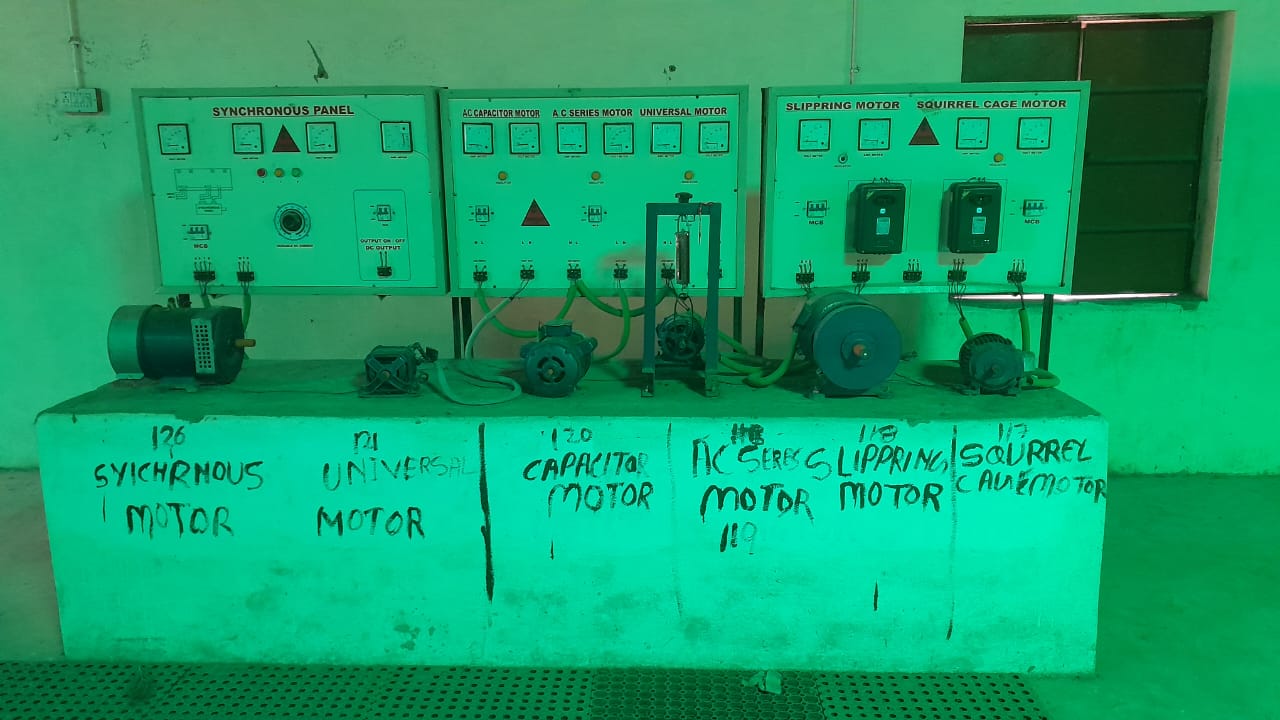 SYNCHRONOUS PANEL
MCB
OUTPUT ON / OFF
DC OUTPUT
AC CAPACITOR MOTOR A.C SERIES MOTOR UNIVERSAL MOTOR
SLIPPRING MOTOR SQUIRREL CAGE MOTOR
MCB
MCB
126
SYICHRNOUS
MOTOR
121
UNIVERSAL
MOTOR
120
CAPACITOR
MOTOR
AC SERES
MOTOR
119
118
SLIPPRING
MOTOR
117
SQURREL
CAUEMOTOR